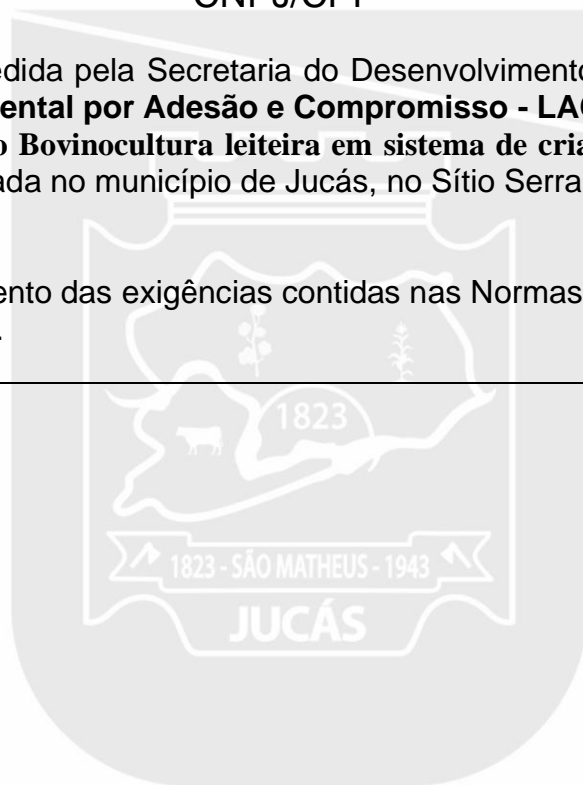 CNPJ/CPF
edida pela Secretaria do Desenvolvimento
ental por Adesão e Compromisso - LAC
o Bovinocultura leiteira em sistema de cria
ada no município de Jucás, no Sítio Serra
ento das exigências contidas nas Normas
.
1823
1823 - SÃO MATHEUS - 1943
JUCÁS